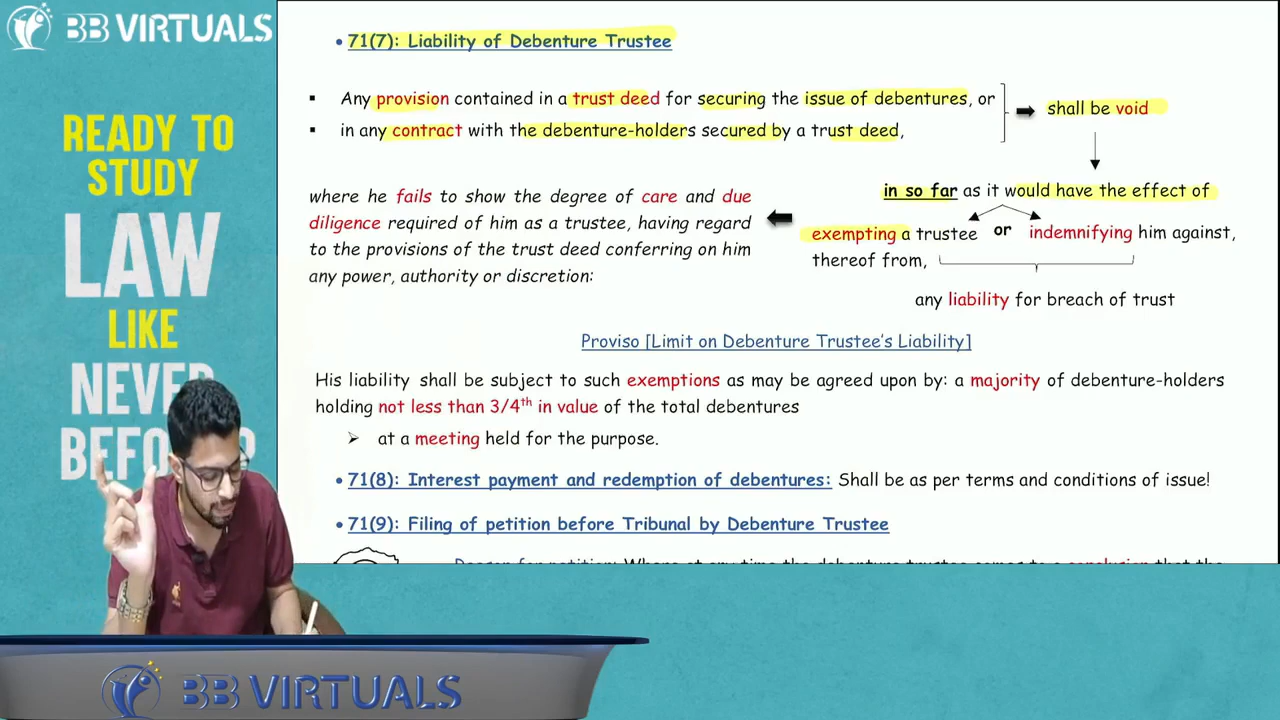 BB VIRTUALS
READY TO
STUDY
LAW
LIKE
NEVER
• 71(7): Liability of Debenture Trustee
▪ Any provision contained in a trust deed for securing the issue of debentures, or
▪ in any contract with the debenture-holders secured by a trust deed,
shall be void
in so far as it would have the effect of
exempting a trustee or indemnifying him against,
thereof from,
any liability for breach of trust
where he fails to show the degree of care and due
diligence required of him as a trustee, having regard
to the provisions of the trust deed conferring on him
any power, authority or discretion:
Proviso [Limit on Debenture Trustee's Liability]
His liability shall be subject to such exemptions as may be agreed upon by: a majority of debenture-holders
holding not less than 3/4th in value of the total debentures
➢ at a meeting held for the purpose.
• 71(8): Interest payment and redemption of debentures: Shall be as per terms and conditions of issue!
• 71(9): Filing of petition before Tribunal by Debenture Trustee
BB VIRTUALS